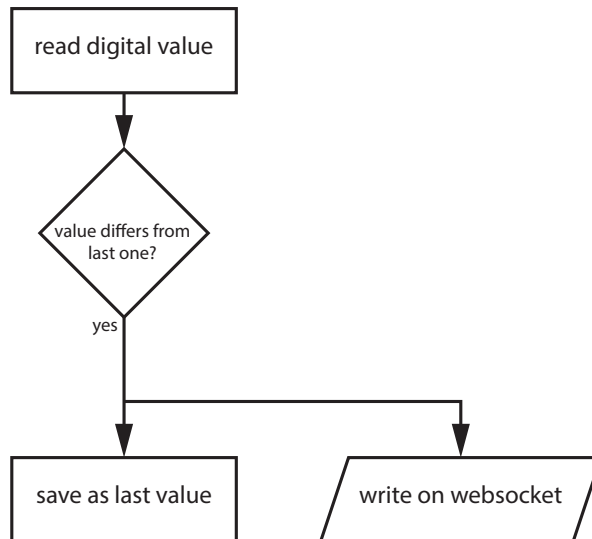 read digital value
value differs from
last one?
yes
save as last value
write on websocket